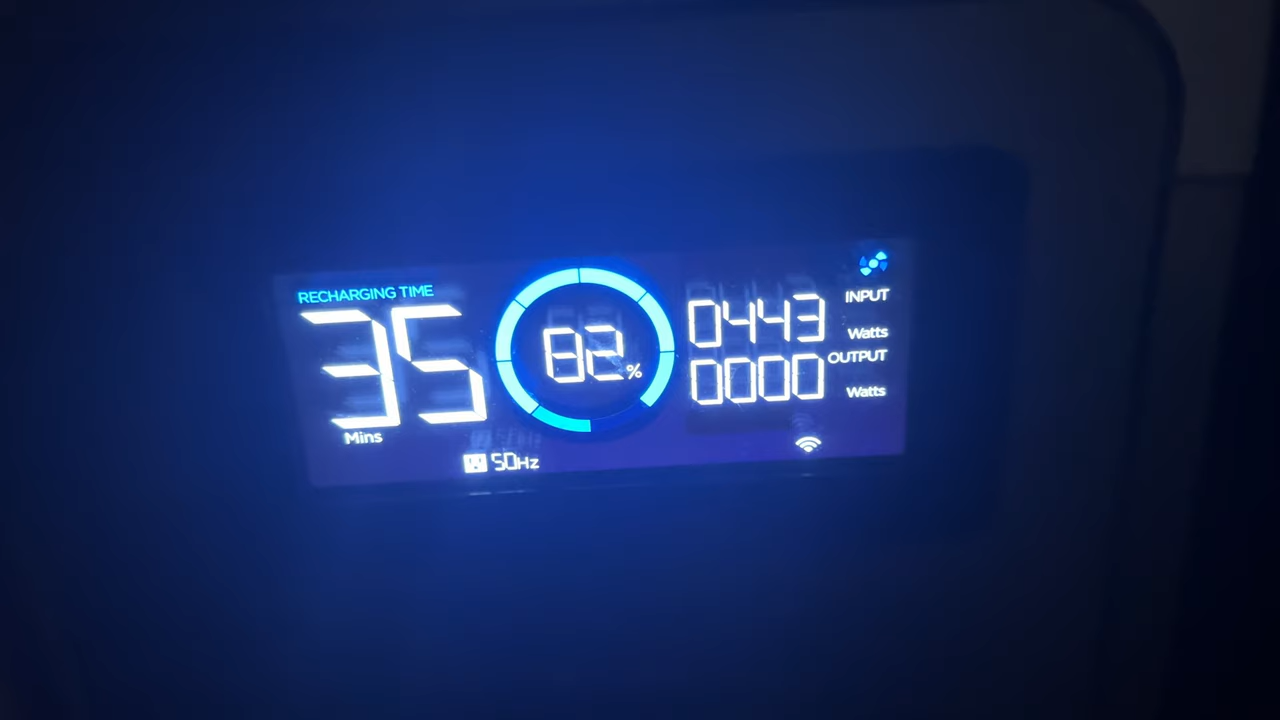 RECHARGING TIME
35
Mins
82%
0443
INPUT
Watts
0000
OUTPUT
Watts
50Hz